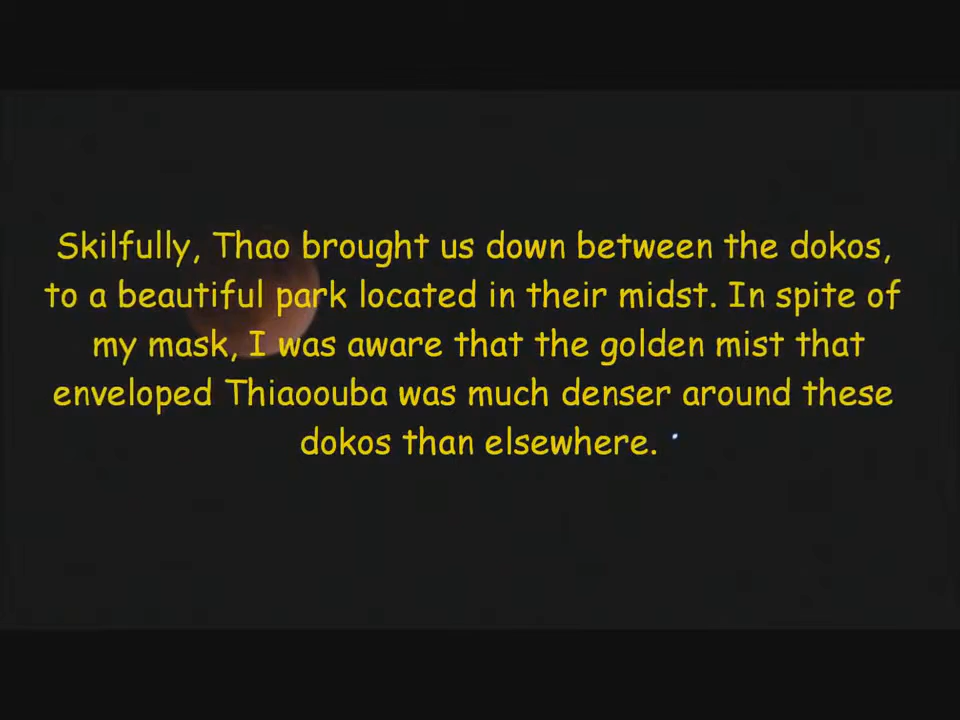 Skilfully, Thao brought us down between the dokos,
to a beautiful park located in their midst. In spite of
my mask, I was aware that the golden mist that
enveloped Thiaoouba was much denser around these
dokos than elsewhere.